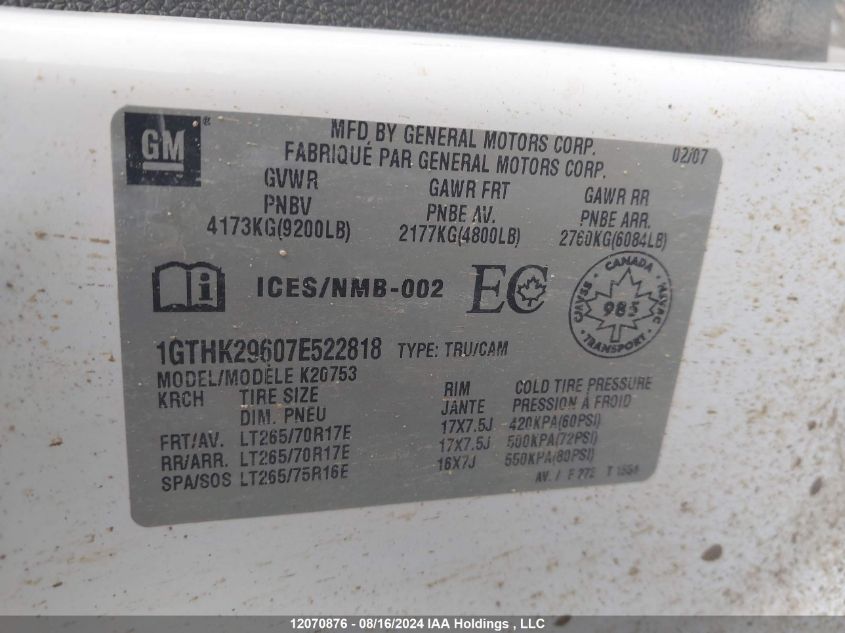 GM ®
MFD BY GENERAL MOTORS CORP.
FABRIQUÉ PAR GENERAL MOTORS CORP.
02/07
GVWR GAWR FRT GAWR RR
PNBV PNBE AV. PNBE ARR.
4173KG(9200LB) 2177KG(4800LB) 2760KG(6084LB)
i ICES/NMB-002 EC
CANADA
985
TRANSPORT
1GTHK29607E522818 TYPE: TRU/CAM
MODEL/MODÈLE K20753
KRCH TIRE SIZE RIM COLD TIRE PRESSURE
DIM. PNEU JANTE PRESSION À FROID
FRT/AV. LT265/70R17E 17X7.5J 420KPA(60PSI)
RR/ARR. LT265/70R17E 17X7.5J 500KPA(72PSI)
SPA/SOS LT265/75R16E 16X7J 550KPA(80PSI)
AV. / F 272 T
12070876 - 08/16/2024 IAA Holdings , LLC